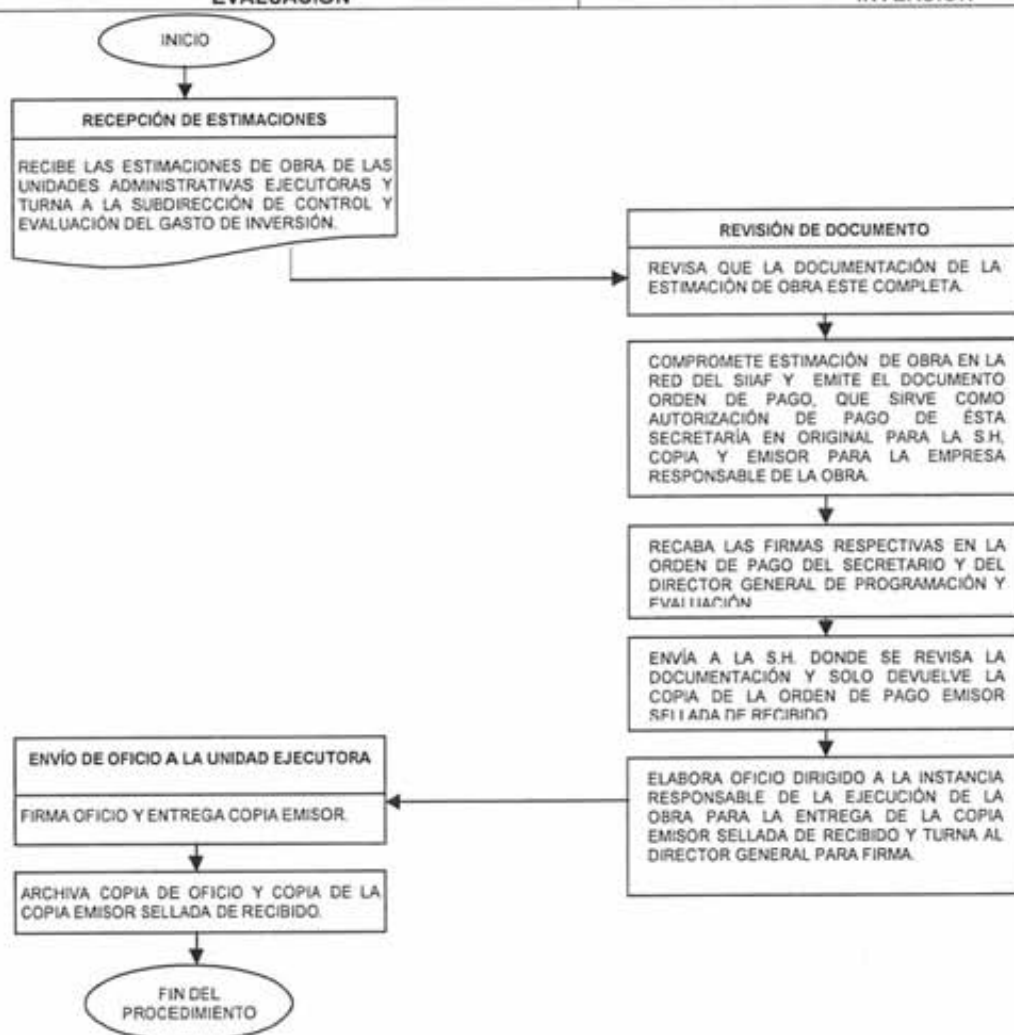 EVALUACIÓN
INVERSIÓN
INICIO
RECEPCIÓN DE ESTIMACIONES
RECIBE LAS ESTIMACIONES DE OBRA DE LAS
UNIDADES ADMINISTRATIVAS EJECUTORAS Y
TURNA A LA SUBDIRECCIÓN DE CONTROL Y
EVALUACIÓN DEL GASTO DE INVERSIÓN.
REVISIÓN DE DOCUMENTO
REVISA QUE LA DOCUMENTACIÓN DE LA
ESTIMACIÓN DE OBRA ESTE COMPLETA.
COMPROMETE ESTIMACIÓN DE OBRA EN LA
RED DEL SIIAF Y EMITE EL DOCUMENTO
ORDEN DE PAGO, QUE SIRVE COMO
AUTORIZACIÓN DE PAGO DE ÉSTA
SECRETARÍA EN ORIGINAL PARA LA S.H,
COPIA Y EMISOR PARA LA EMPRESA
RESPONSABLE DE LA OBRA.
RECABA LAS FIRMAS RESPECTIVAS EN LA
ORDEN DE PAGO DEL SECRETARIO Y DEL
DIRECTOR GENERAL DE PROGRAMACIÓN Y
EVALUACIÓN
ENVÍA A LA S.H. DONDE SE REVISA LA
DOCUMENTACIÓN Y SOLO DEVUELVE LA
COPIA DE LA ORDEN DE PAGO EMISOR
SELLADA DE RECIBIDO
ELABORA OFICIO DIRIGIDO A LA INSTANCIA
RESPONSABLE DE LA EJECUCIÓN DE LA
OBRA PARA LA ENTREGA DE LA COPIA
EMISOR SELLADA DE RECIBIDO Y TURNA AL
DIRECTOR GENERAL PARA FIRMA.
ENVÍO DE OFICIO A LA UNIDAD EJECUTORA
FIRMA OFICIO Y ENTREGA COPIA EMISOR.
ARCHIVA COPIA DE OFICIO Y COPIA DE LA
COPIA EMISOR SELLADA DE RECIBIDO.
FIN DEL
PROCEDIMIENTO